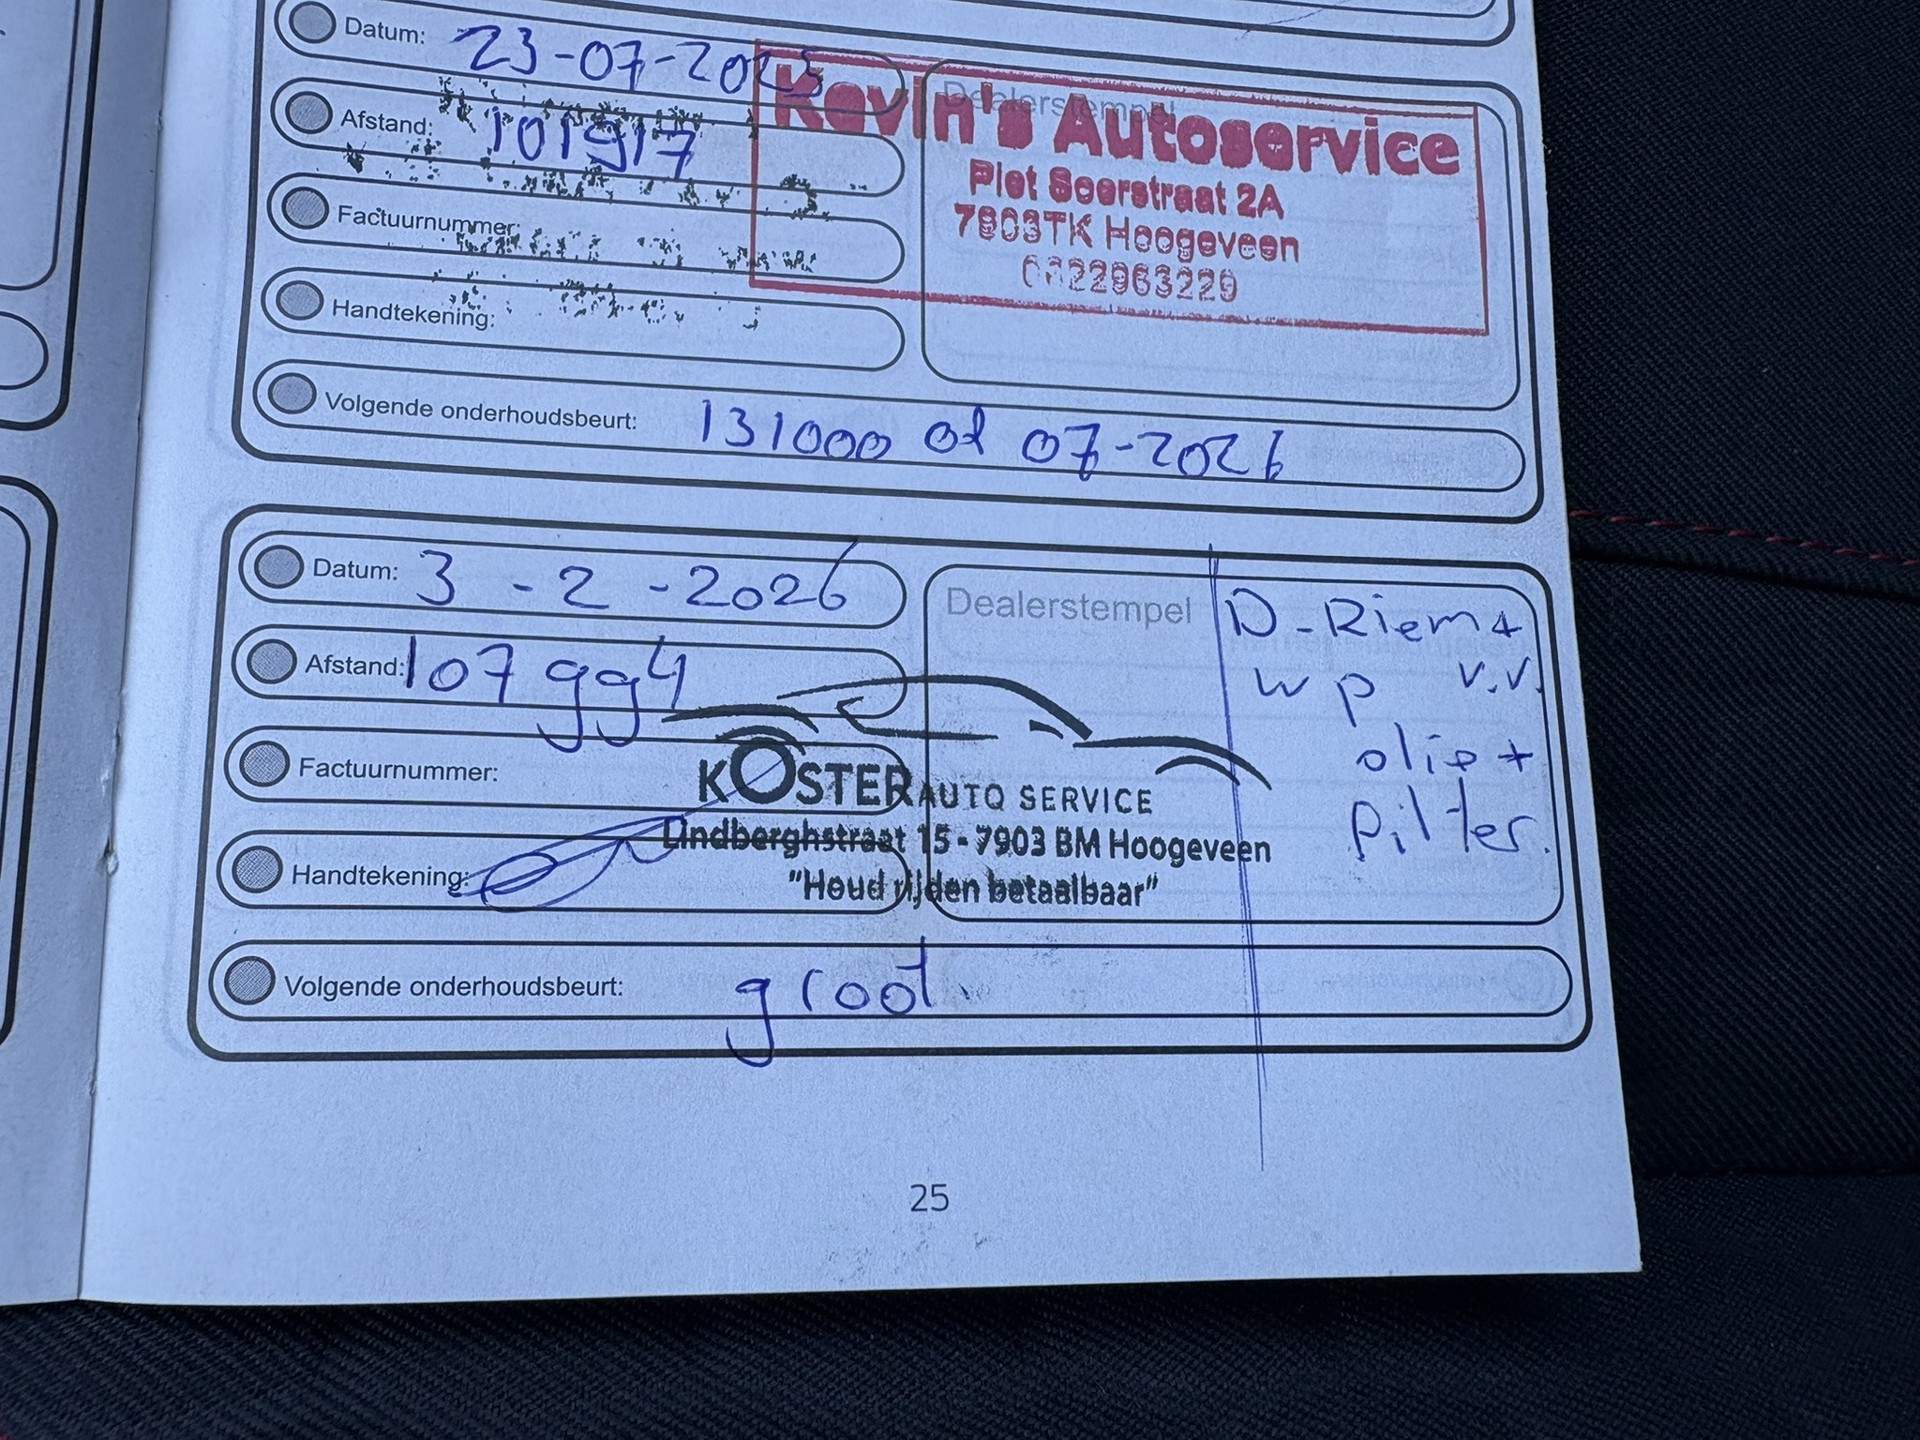 Datum: 23-07-2025
Afstand: 101917
Factuurnummer:
Handtekening:
Dealerstempel
Kevin's Autoservice
Piet Soerstraat 2A
7903TK Hoogeveen
0622963229
Volgende onderhoudsbeurt: 131000 of 07-2026
Datum: 3-2-2026
Afstand: 107994
Factuurnummer:
Handtekening:
Dealerstempel
KOSTER AUTO SERVICE
Lindberghstraat 15 - 7903 BM Hoogeveen
"Houd rijden betaalbaar"
D-Riem +
wp v.v.
olie +
filter.
Volgende onderhoudsbeurt: groot.
25